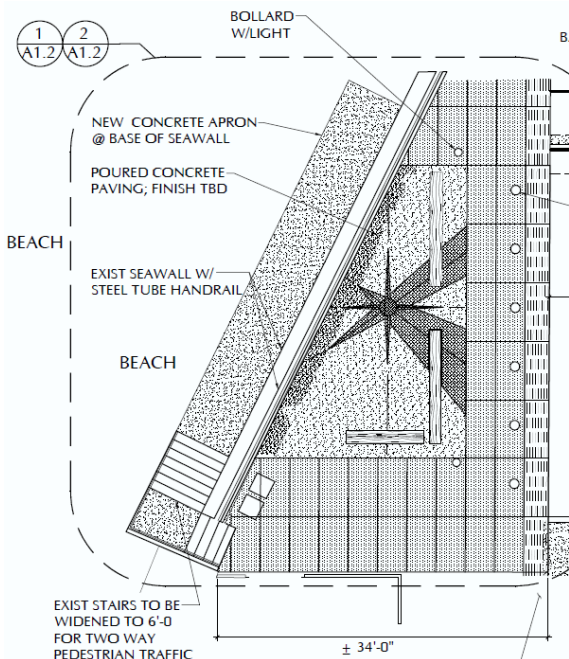 1
A1.2
2
A1.2
BOLLARD
W/LIGHT
NEW CONCRETE APRON
@ BASE OF SEAWALL
POURED CONCRETE
PAVING; FINISH TBD
BEACH
EXIST SEAWALL W/
STEEL TUBE HANDRAIL
BEACH
EXIST STAIRS TO BE
WIDENED TO 6'-0
FOR TWO WAY
PEDESTRIAN TRAFFIC
± 34'-0"